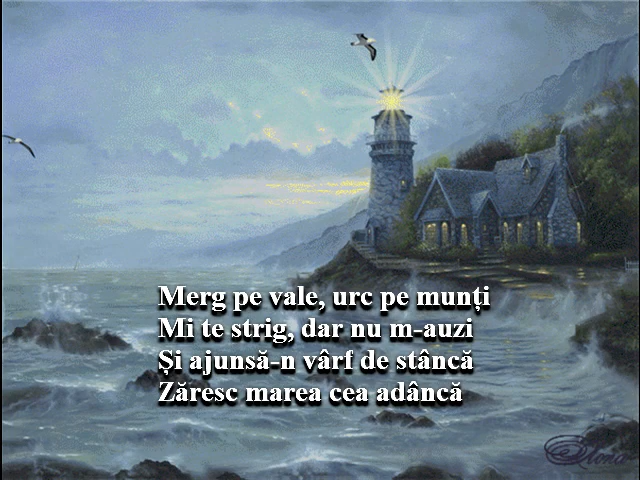 Merg pe vale, urc pe munți
Mi te strig, dar nu m-auzi
Și ajunsă-n vârf de stâncă
Zăresc marea cea adâncă
Ilona